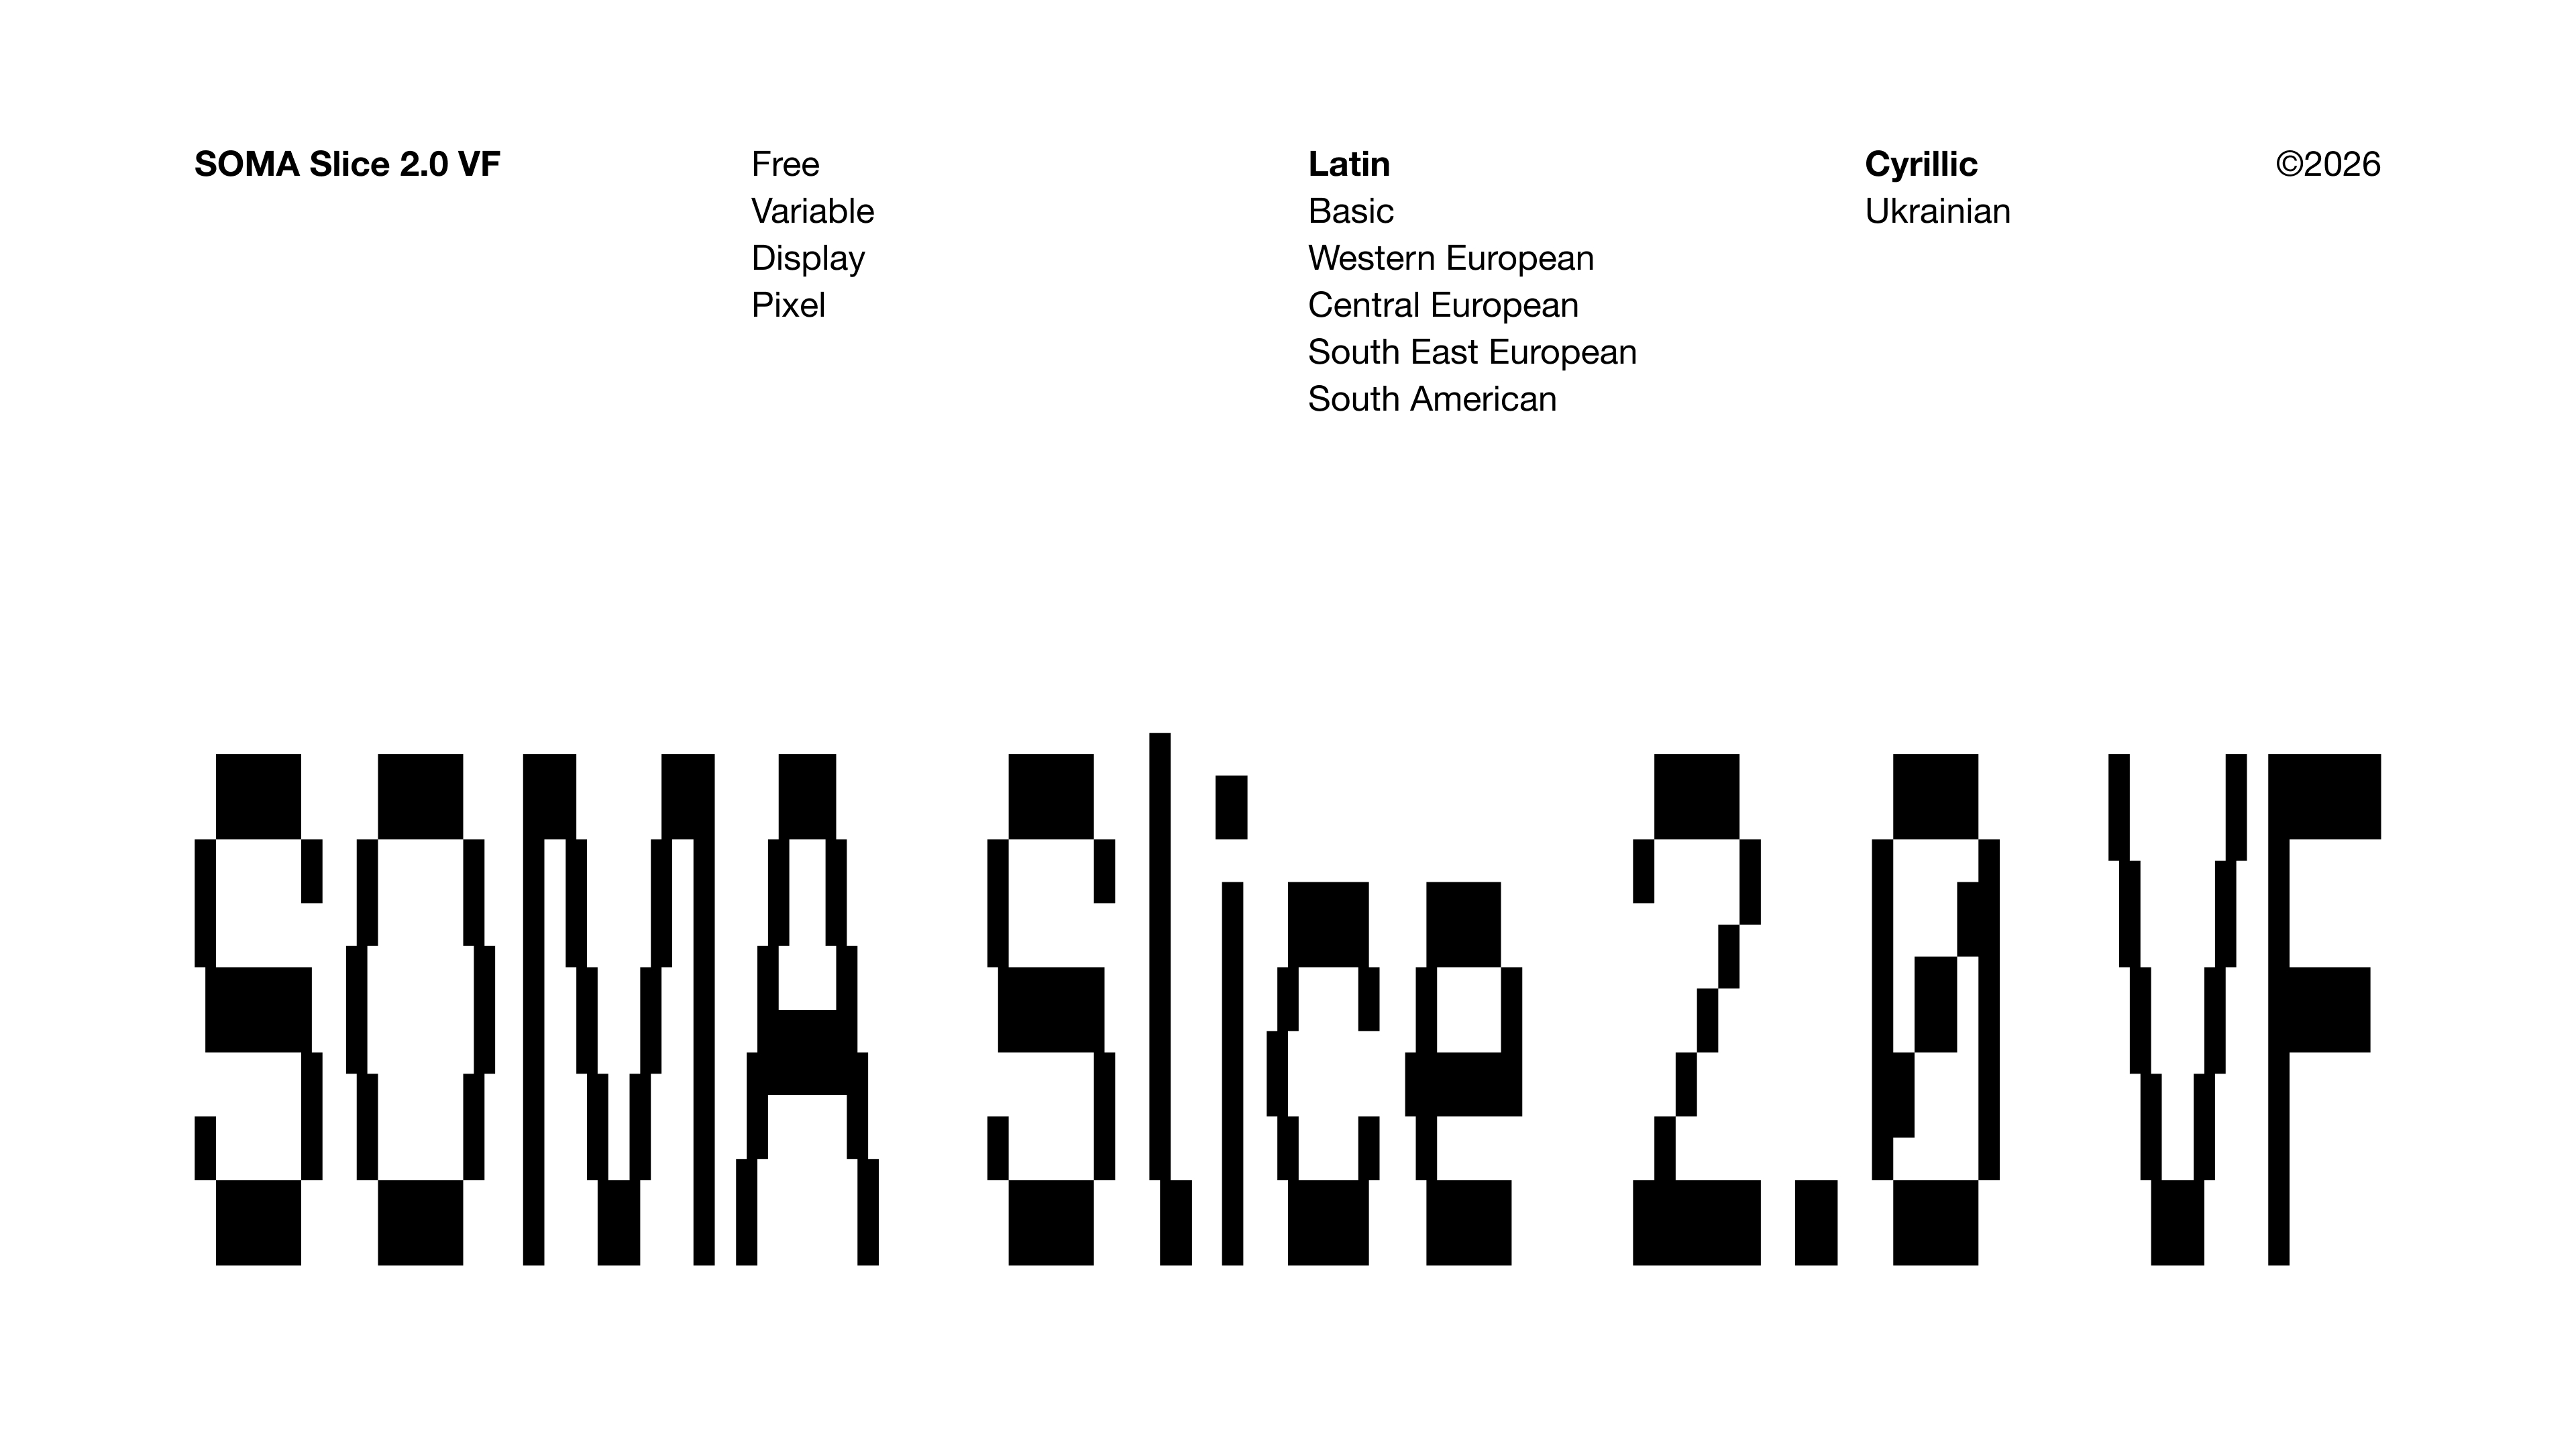 SOMA Slice 2.0 VF
Free
Variable
Display
Pixel
Latin
Basic
Western European
Central European
South East European
South American
Cyrillic
Ukrainian
©2026
SOMA Slice 2.0 VF